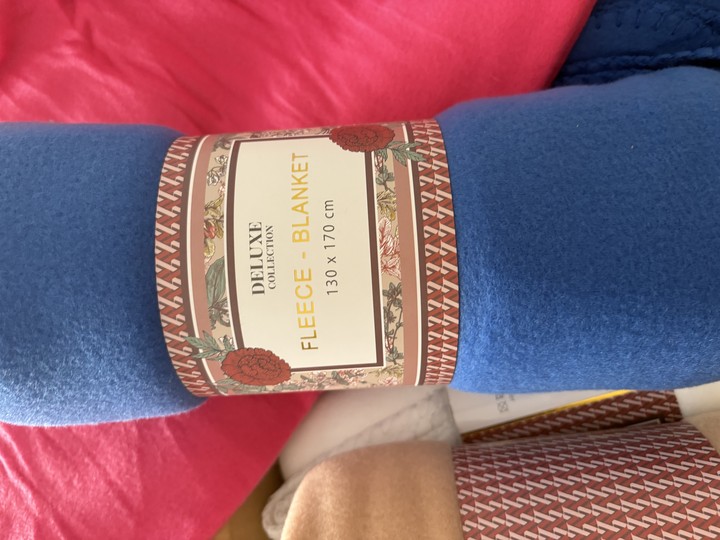 DELUXE
COLLECTION
FLEECE - BLANKET
130 x 170 cm